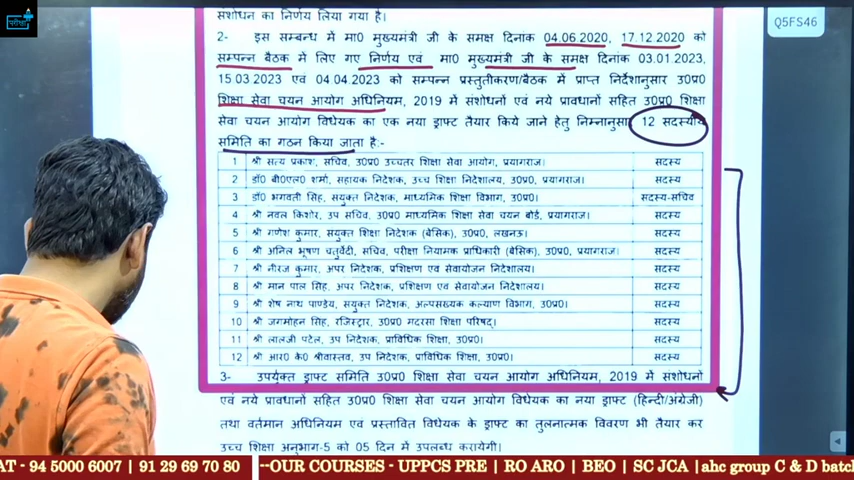 परीक्षा
Q5FS46
संशोधन का निर्णय लिया गया है।
2- इस सम्बन्ध में मा0 मुख्यमंत्री जी के समक्ष दिनांक 04.06.2020, 17.12.2020 को
सम्पन्न बैठक में लिए गए निर्णय एवं मा0 मुख्यमंत्री जी के समक्ष दिनांक 03.01.2023,
15.03.2023 एवं 04.04.2023 को सम्पन्न प्रस्तुतीकरण/बैठक में प्राप्त निर्देशानुसार उ0प्र0
शिक्षा सेवा चयन आयोग अधिनियम, 2019 में संशोधनों एवं नये प्रावधानों सहित उ0प्र0 शिक्षा
सेवा चयन आयोग विधेयक का एक नया ड्राफ्ट तैयार किये जाने हेतु निम्नानुसार 12 सदस्यीय
समिति का गठन किया जाता है:-
1 श्री सत्य प्रकाश, सचिव, उ0प्र0 उच्चतर शिक्षा सेवा आयोग, प्रयागराज। सदस्य
2 डॉ0 बी0एल0 शर्मा, सहायक निदेशक, उच्च शिक्षा निदेशालय, उ0प्र0, प्रयागराज। सदस्य
3 डॉ0 भगवती सिंह, संयुक्त निदेशक, माध्यमिक शिक्षा विभाग, उ0प्र0। सदस्य-सचिव
4 श्री नवल किशोर, उप सचिव, उ0प्र0 माध्यमिक शिक्षा सेवा चयन बोर्ड, प्रयागराज। सदस्य
5 श्री गणेश कुमार, संयुक्त शिक्षा निदेशक (बेसिक), उ0प्र0, लखनऊ। सदस्य
6 श्री अनिल भूषण चतुर्वेदी, सचिव, परीक्षा नियामक प्राधिकारी (बेसिक), उ0प्र0, प्रयागराज। सदस्य
7 श्री नीरज कुमार, अपर निदेशक, प्रशिक्षण एवं सेवायोजन निदेशालय। सदस्य
8 श्री मान पाल सिंह, अपर निदेशक, प्रशिक्षण एवं सेवायोजन निदेशालय। सदस्य
9 श्री शेष नाथ पाण्डेय, संयुक्त निदेशक, अल्पसंख्यक कल्याण विभाग, उ0प्र0। सदस्य
10 श्री जगमोहन सिंह, रजिस्ट्रार, उ0प्र0 मदरसा शिक्षा परिषद्। सदस्य
11 श्री लालजी पटेल, उप निदेशक, प्राविधिक शिक्षा, उ0प्र0। सदस्य
12 श्री आर0 के0 श्रीवास्तव, उप निदेशक, प्राविधिक शिक्षा, उ0प्र0। सदस्य
3- उपर्युक्त ड्राफ्ट समिति उ0प्र0 शिक्षा सेवा चयन आयोग अधिनियम, 2019 में संशोधनों
एवं नये प्रावधानों सहित उ0प्र0 शिक्षा सेवा चयन आयोग विधेयक का नया ड्राफ्ट (हिन्दी/अंग्रेजी)
तथा वर्तमान अधिनियम एवं प्रस्तावित विधेयक के ड्राफ्ट का तुलनात्मक विवरण भी तैयार कर
उच्च शिक्षा अनुभाग-5 को 05 दिन में उपलब्ध करायेगी।
AT - 94 5000 6007 | 91 29 69 70 80 --OUR COURSES - UPPCS PRE | RO ARO | BEO | SC JCA | ahc group C & D batch